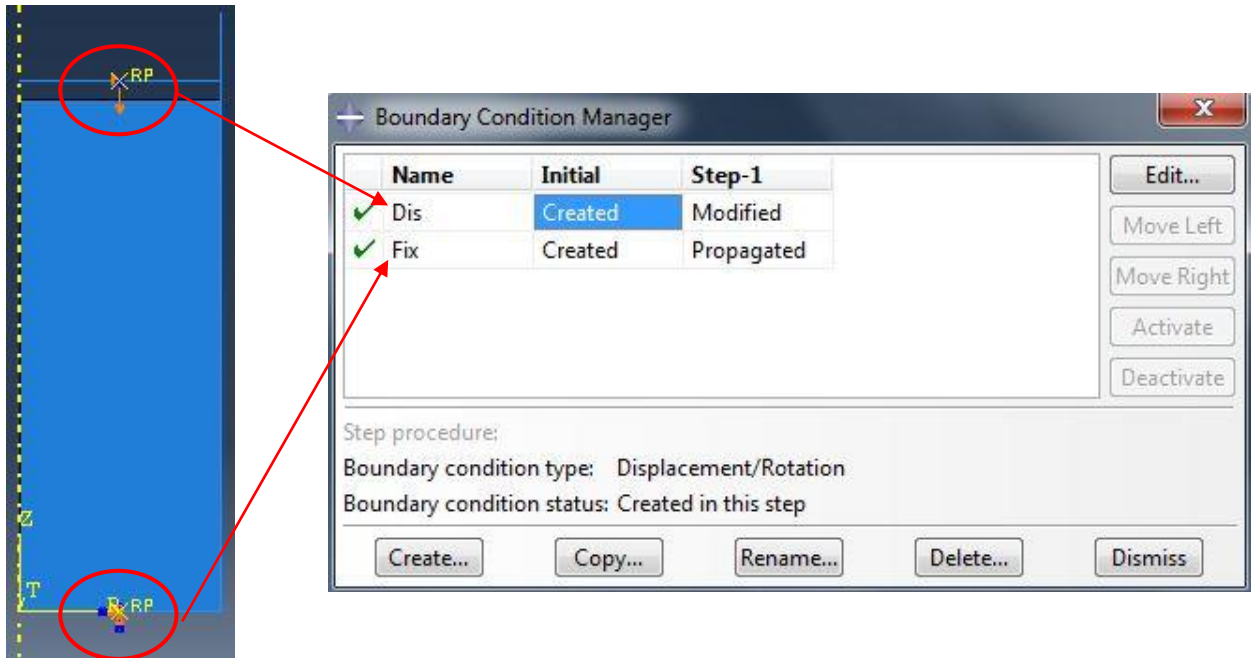 RP
Z
T
R
RP
Boundary Condition Manager
X
Name Initial Step-1
Dis Created Modified
Fix Created Propagated
Edit...
Move Left
Move Right
Activate
Deactivate
Step procedure:
Boundary condition type: Displacement/Rotation
Boundary condition status: Created in this step
Create... Copy... Rename... Delete... Dismiss